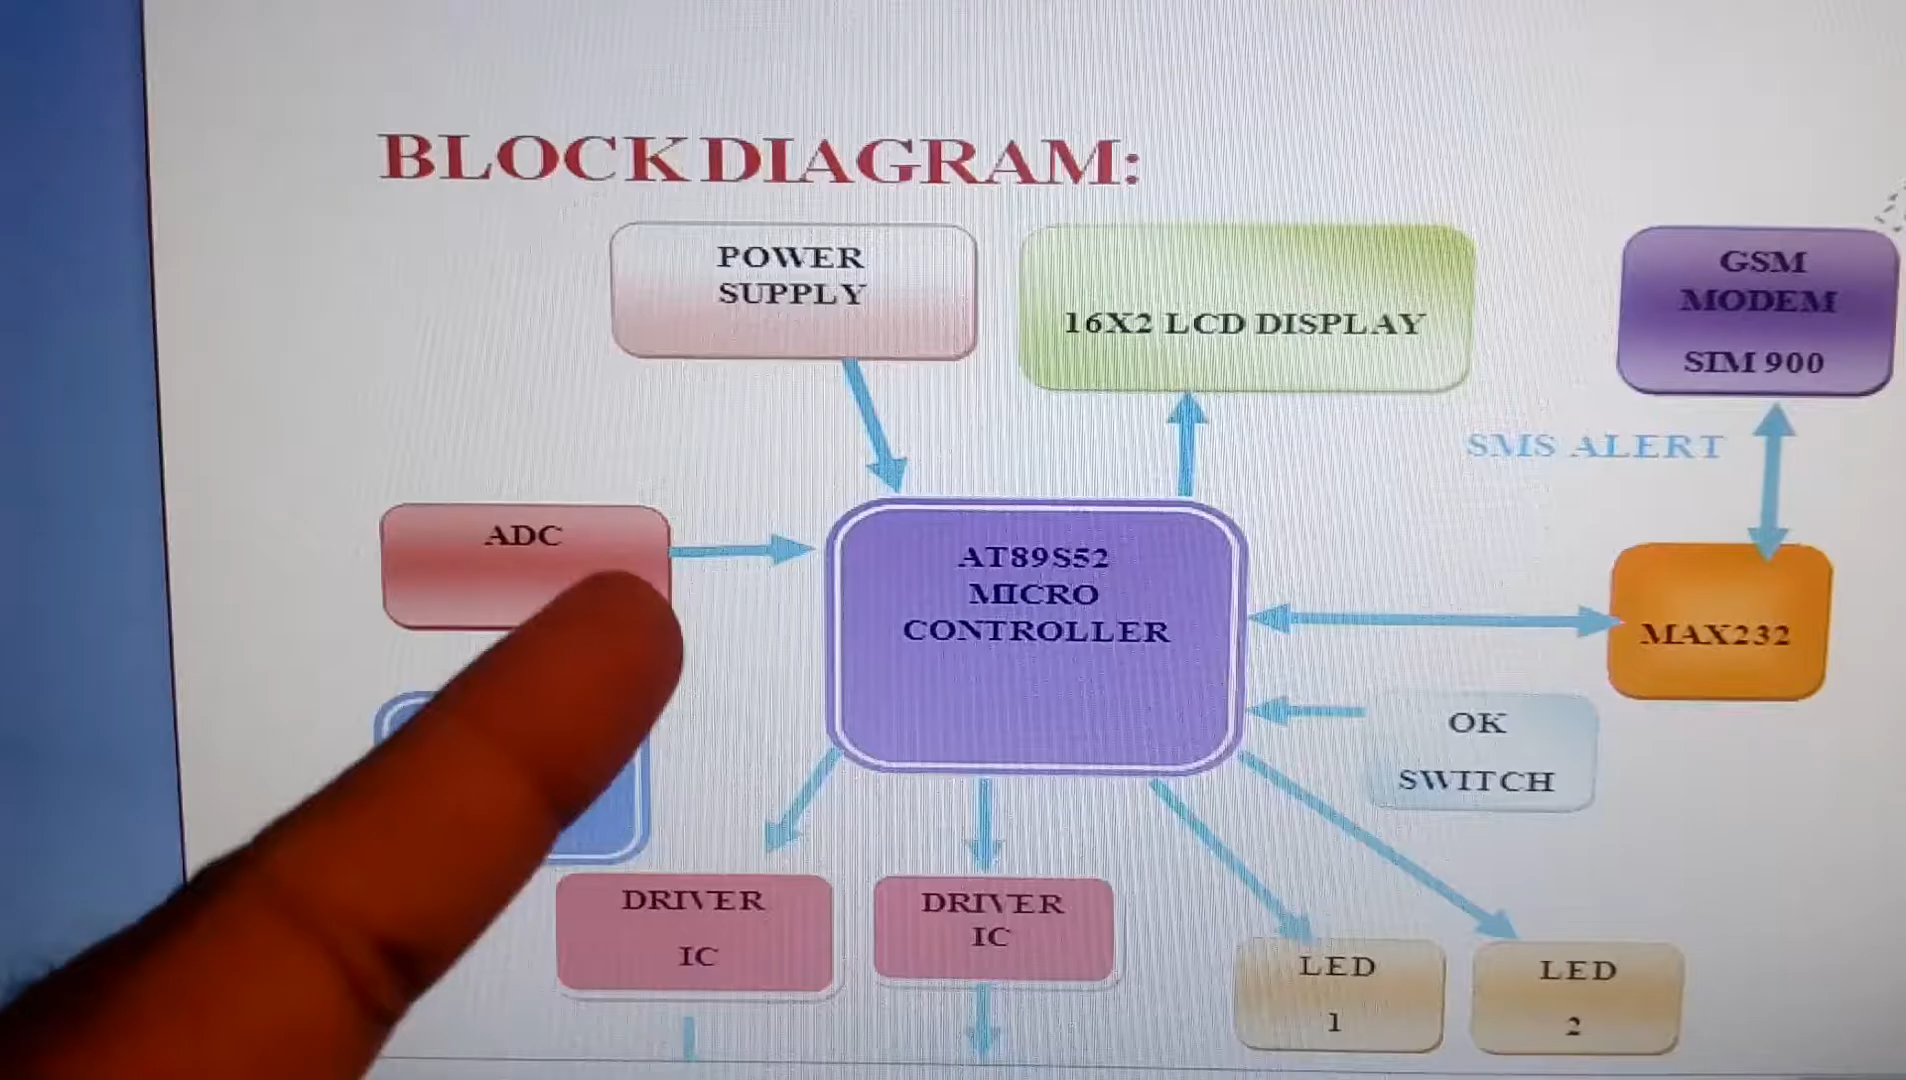 BLOCK DIAGRAM:
POWER
SUPPLY
16X2 LCD DISPLAY
GSM
MODEM
SIM 900
SMS ALERT
ADC
AT89S52
MICRO
CONTROLLER
MAX232
OK
SWITCH
DRIVER
IC
DRIVER
IC
LED
1
LED
2